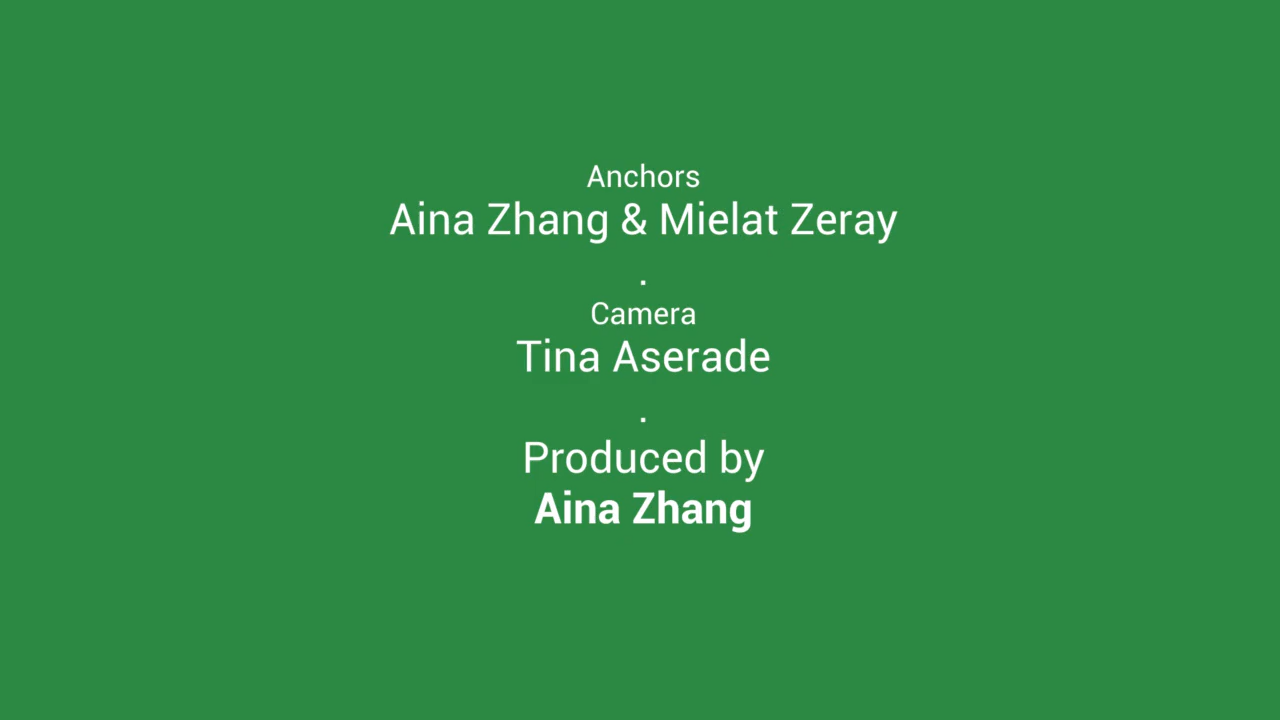 Anchors
Aina Zhang & Mielat Zeray
.
Camera
Tina Aserade
.
Produced by
Aina Zhang